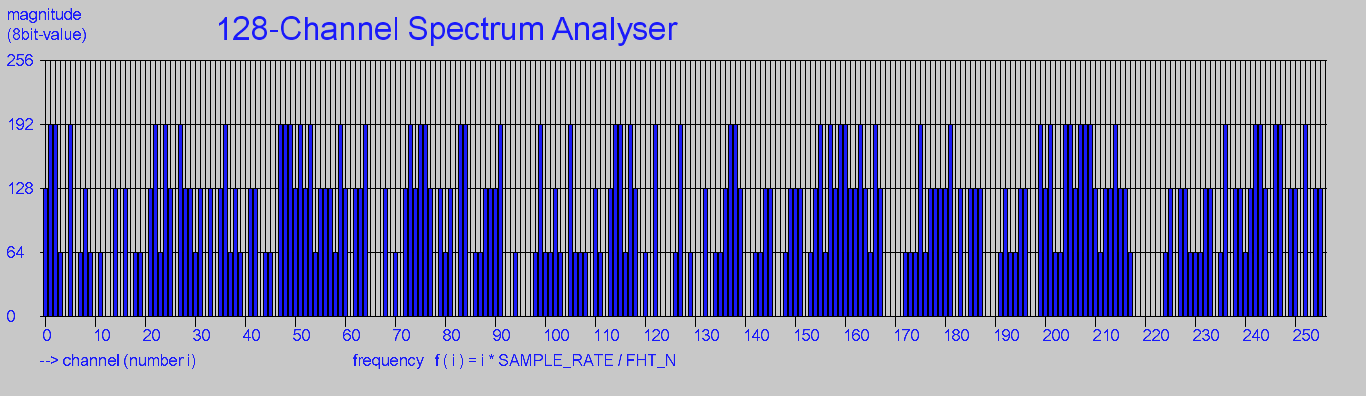 magnitude
(8bit-value)
128-Channel Spectrum Analyser
256
192
128
64
0
0 10 20 30 40 50 60 70 80 90 100 110 120 130 140 150 160 170 180 190 200 210 220 230 240 250
--> channel (number i) frequency f ( i ) = i * SAMPLE_RATE / FHT_N